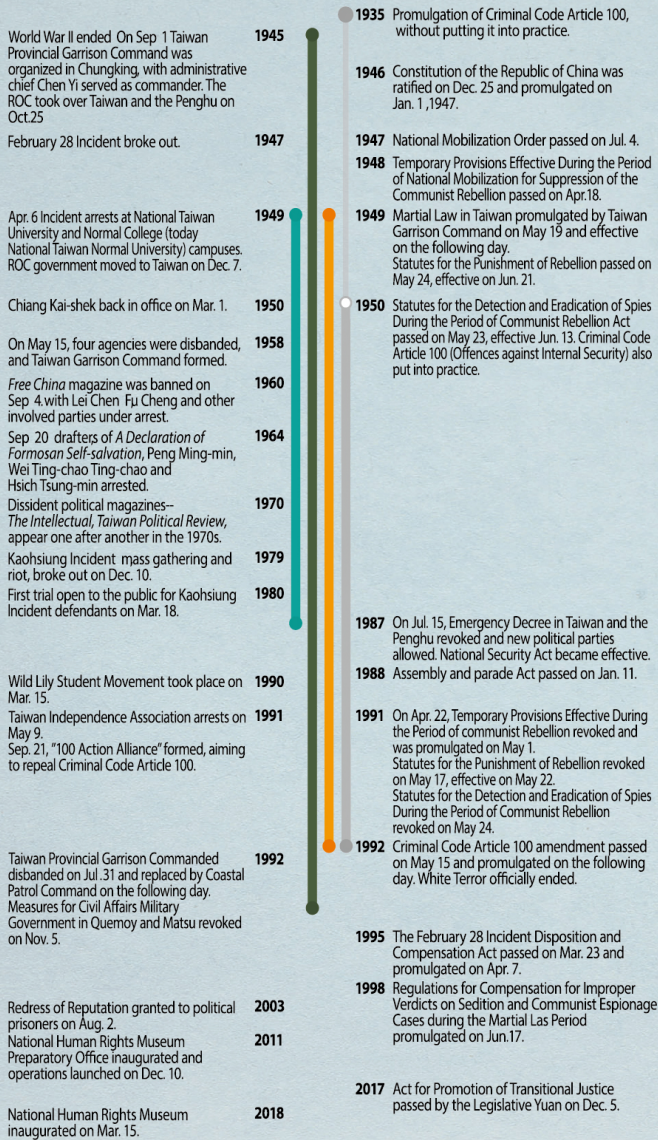 World War II ended On Sep 1 Taiwan 1945
Provincial Garrison Command was
organized in Chungking, with administrative
chief Chen Yi served as commander. The
ROC took over Taiwan and the Penghu on
Oct.25
February 28 Incident broke out. 1947
Apr. 6 Incident arrests at National Taiwan 1949
University and Normal College (today
National Taiwan Normal University) campuses.
ROC government moved to Taiwan on Dec. 7.
Chiang Kai-shek back in office on Mar. 1. 1950
On May 15, four agencies were disbanded, 1958
and Taiwan Garrison Command formed.
Free China magazine was banned on 1960
Sep 4.with Lei Chen Fu Cheng and other
involved parties under arrest.
Sep 20 drafters of A Declaration of 1964
Formosan Self-salvation, Peng Ming-min,
Wei Ting-chao Ting-chao and
Hsich Tsung-min arrested.
Dissident political magazines-- 1970
The Intellectual, Taiwan Political Review,
appear one after another in the 1970s.
Kaohsiung Incident mass gathering and 1979
riot, broke out on Dec. 10.
First trial open to the public for Kaohsiung 1980
Incident defendants on Mar. 18.
Wild Lily Student Movement took place on 1990
Mar. 15.
Taiwan Independence Association arrests on 1991
May 9.
Sep. 21, "100 Action Alliance" formed, aiming
to repeal Criminal Code Article 100.
Taiwan Provincial Garrison Commanded 1992
disbanded on Jul .31 and replaced by Coastal
Patrol Command on the following day.
Measures for Civil Affairs Military
Government in Quemoy and Matsu revoked
on Nov. 5.
Redress of Reputation granted to political 2003
prisoners on Aug. 2.
National Human Rights Museum 2011
Preparatory Office inaugurated and
operations launched on Dec. 10.
National Human Rights Museum 2018
inaugurated on Mar. 15.
1935 Promulgation of Criminal Code Article 100,
without putting it into practice.
1946 Constitution of the Republic of China was
ratified on Dec. 25 and promulgated on
Jan. 1 ,1947.
1947 National Mobilization Order passed on Jul. 4.
1948 Temporary Provisions Effective During the Period
of National Mobilization for Suppression of the
Communist Rebellion passed on Apr.18.
1949 Martial Law in Taiwan promulgated by Taiwan
Garrison Command on May 19 and effective
on the following day.
Statutes for the Punishment of Rebellion passed on
May 24, effective on Jun. 21.
1950 Statutes for the Detection and Eradication of Spies
During the Period of Communist Rebellion Act
passed on May 23, effective Jun. 13. Criminal Code
Article 100 (Offences against Internal Security) also
put into practice.
1987 On Jul. 15, Emergency Decree in Taiwan and the
Penghu revoked and new political parties
allowed. National Security Act became effective.
1988 Assembly and parade Act passed on Jan. 11.
1991 On Apr. 22, Temporary Provisions Effective During
the Period of communist Rebellion revoked and
was promulgated on May 1.
Statutes for the Punishment of Rebellion revoked
on May 17, effective on May 22.
Statutes for the Detection and Eradication of Spies
During the Period of Communist Rebellion
revoked on May 24.
1992 Criminal Code Article 100 amendment passed
on May 15 and promulgated on the following
day. White Terror officially ended.
1995 The February 28 Incident Disposition and
Compensation Act passed on Mar. 23 and
promulgated on Apr. 7.
1998 Regulations for Compensation for Improper
Verdicts on Sedition and Communist Espionage
Cases during the Martial Las Period
promulgated on Jun.17.
2017 Act for Promotion of Transitional Justice
passed by the Legislative Yuan on Dec. 5.